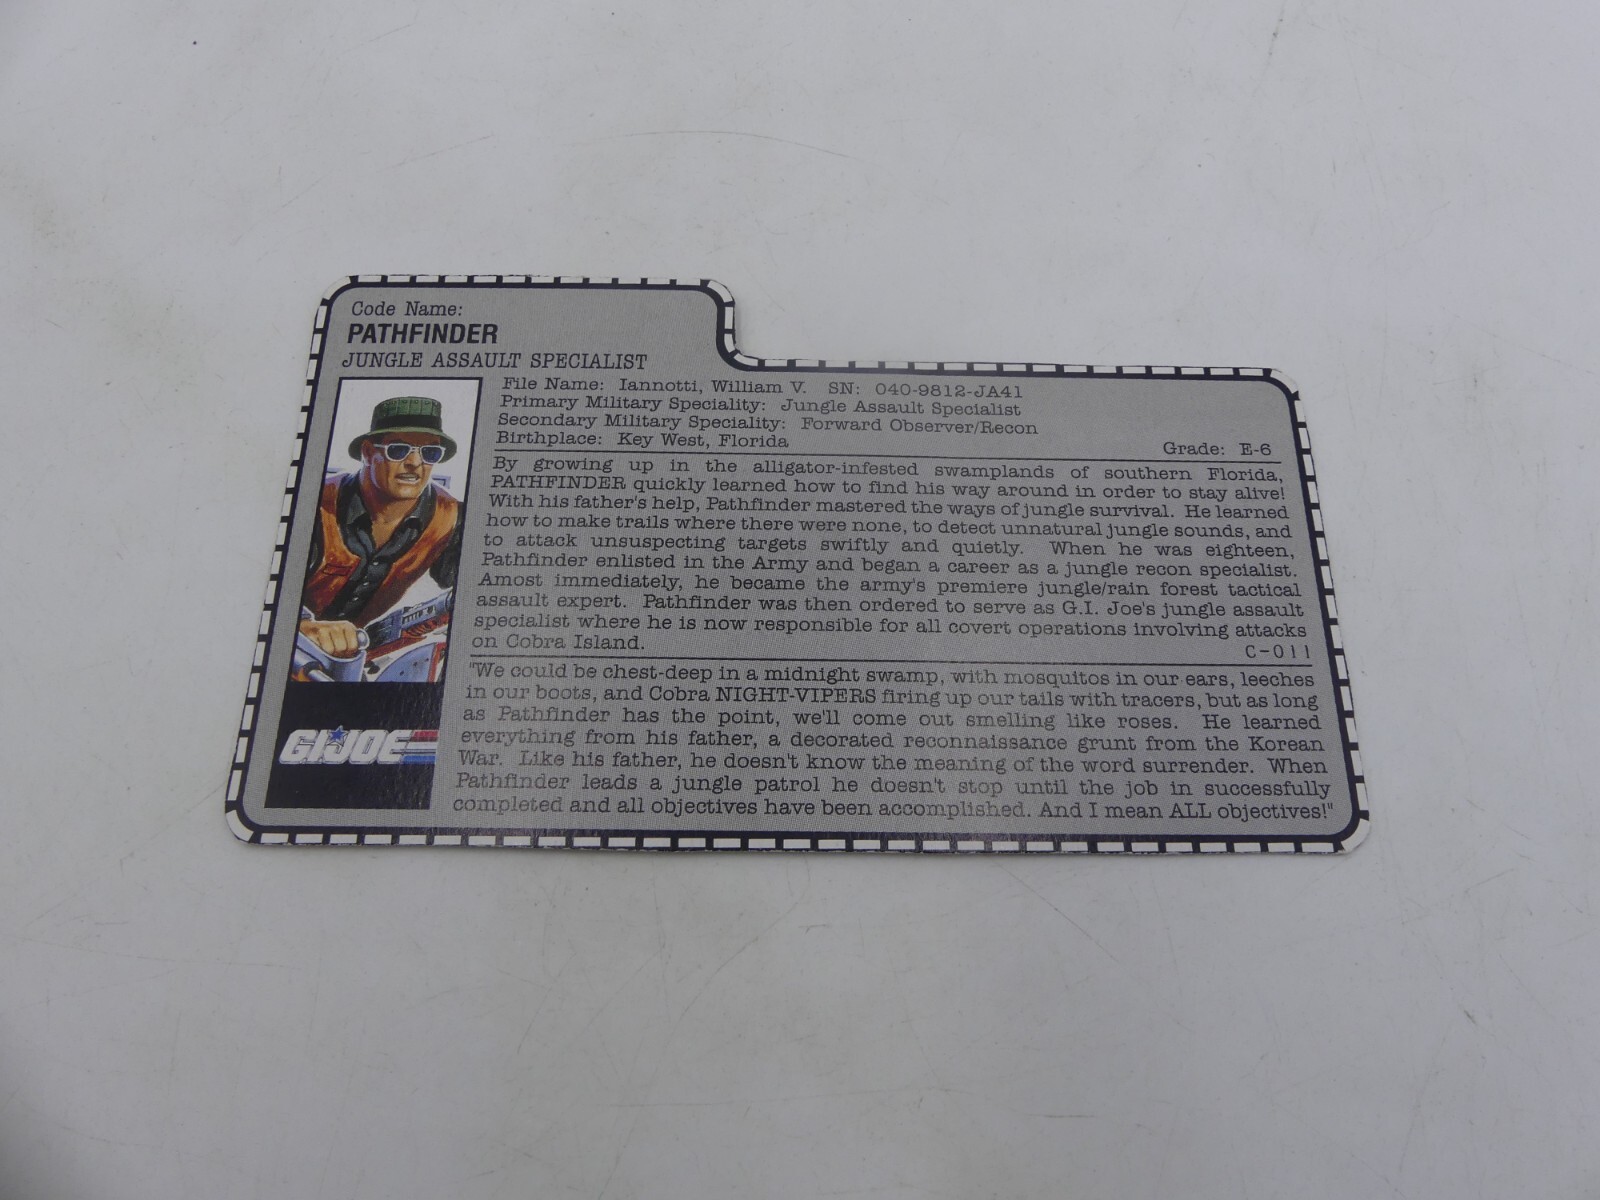 Code Name:
PATHFINDER
JUNGLE ASSAULT SPECIALIST
File Name: Iannotti, William V. SN: 040-9812-JA41
Primary Military Speciality: Jungle Assault Specialist
Secondary Military Speciality: Forward Observer/Recon
Birthplace: Key West, Florida Grade: E-6
By growing up in the alligator-infested swamplands of southern Florida,
PATHFINDER quickly learned how to find his way around in order to stay alive!
With his father's help, Pathfinder mastered the ways of jungle survival. He learned
how to make trails where there were none, to detect unnatural jungle sounds, and
to attack unsuspecting targets swiftly and quietly. When he was eighteen,
Pathfinder enlisted in the Army and began a career as a jungle recon specialist.
Amost immediately, he became the army's premiere jungle/rain forest tactical
assault expert. Pathfinder was then ordered to serve as G.I. Joe's jungle assault
specialist where he is now responsible for all covert operations involving attacks
on Cobra Island. C-011
"We could be chest-deep in a midnight swamp, with mosquitos in our ears, leeches
in our boots, and Cobra NIGHT-VIPERS firing up our tails with tracers, but as long
as Pathfinder has the point, we'll come out smelling like roses. He learned
everything from his father, a decorated reconnaissance grunt from the Korean
War. Like his father, he doesn't know the meaning of the word surrender. When
Pathfinder leads a jungle patrol he doesn't stop until the job in successfully
completed and all objectives have been accomplished. And I mean ALL objectives!"
GI JOE